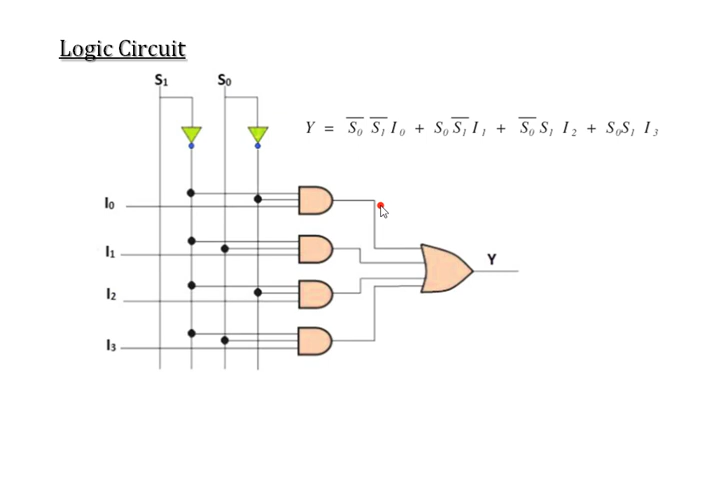 Logic Circuit
S₁ S₀
Y = S̅₀ S̅₁ I₀ + S₀ S̅₁ I₁ + S̅₀ S₁ I₂ + S₀S₁ I₃
I₀
I₁
Y
I₂
I₃